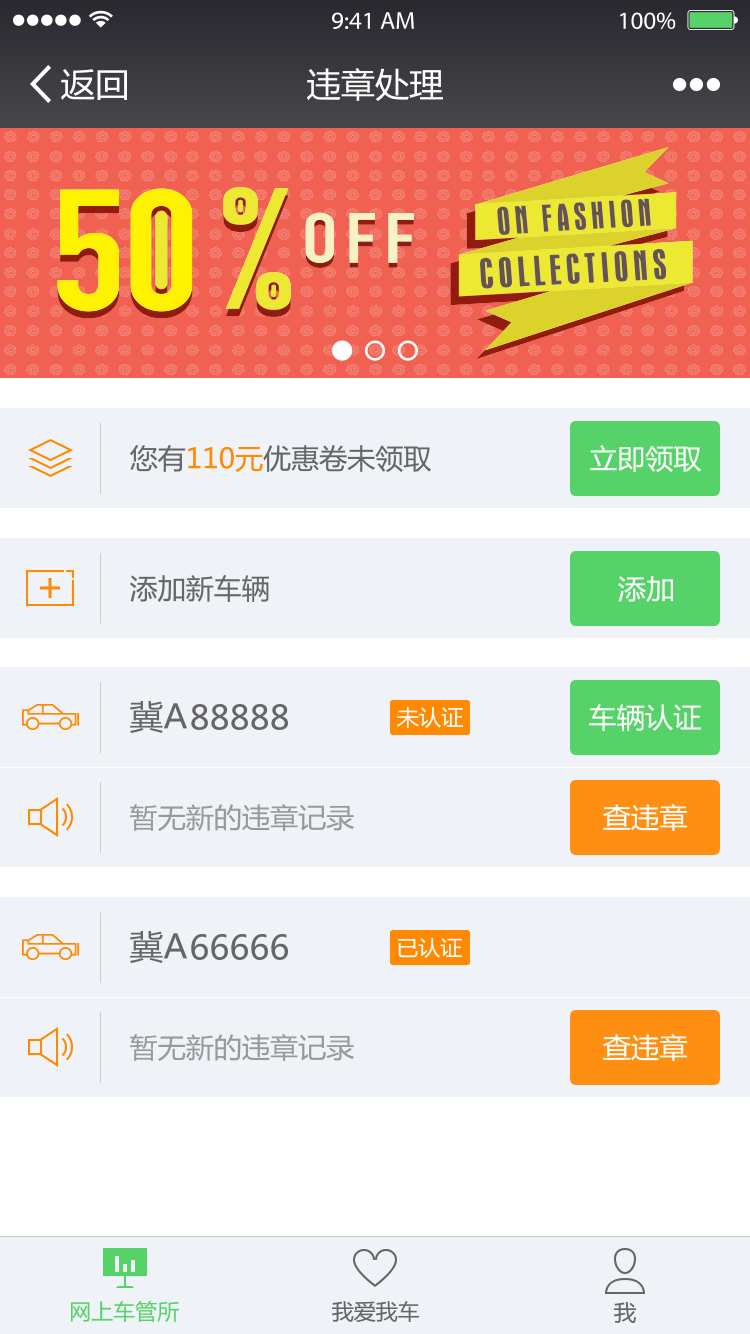 9:41 AM
100%
返回
违章处理
50%OFF
ON FASHION
COLLECTIONS
您有110元优惠卷未领取
立即领取
添加新车辆
添加
冀A88888
未认证
车辆认证
暂无新的违章记录
查违章
冀A66666
已认证
暂无新的违章记录
查违章
网上车管所
我爱我车
我